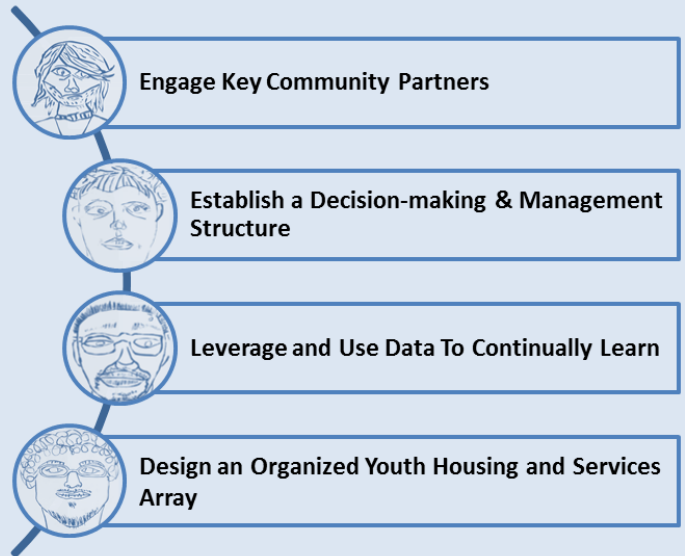 Engage Key Community Partners
Establish a Decision-making & Management
Structure
Leverage and Use Data To Continually Learn
Design an Organized Youth Housing and Services
Array